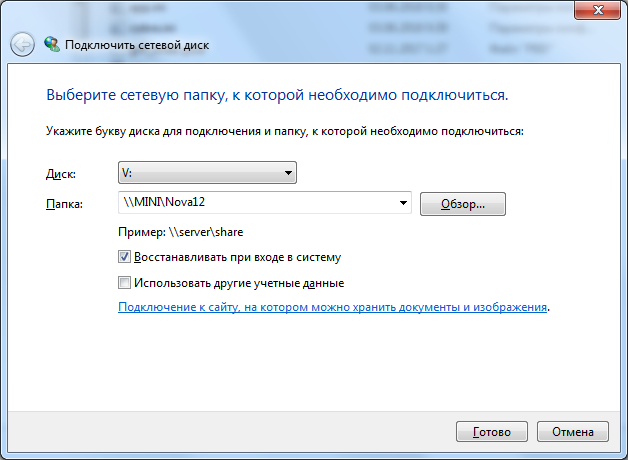 Подключить сетевой диск
Выберите сетевую папку, к которой необходимо подключиться.
Укажите букву диска для подключения и папку, к которой необходимо подключиться:
Диск: V:
Папка: \\MINI\Nova12 Обзор...
Пример: \\server\share
Восстанавливать при входе в систему
Использовать другие учетные данные
Подключение к сайту, на котором можно хранить документы и изображения.
Готово Отмена